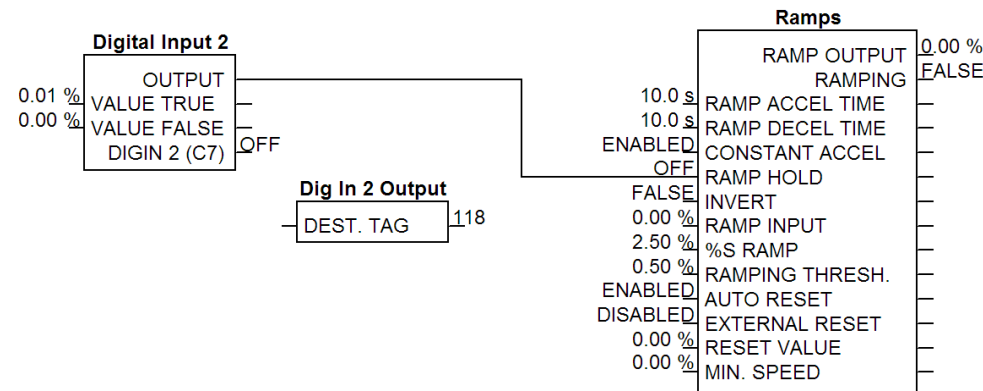 Digital Input 2
OUTPUT
0.01 % VALUE TRUE
0.00 % VALUE FALSE
DIGIN 2 (C7) OFF
Dig In 2 Output
DEST. TAG 118
Ramps
RAMP OUTPUT 0.00 %
RAMPING FALSE
10.0 s RAMP ACCEL TIME
10.0 s RAMP DECEL TIME
ENABLED CONSTANT ACCEL
OFF RAMP HOLD
FALSE INVERT
0.00 % RAMP INPUT
2.50 % %S RAMP
0.50 % RAMPING THRESH.
ENABLED AUTO RESET
DISABLED EXTERNAL RESET
0.00 % RESET VALUE
0.00 % MIN. SPEED